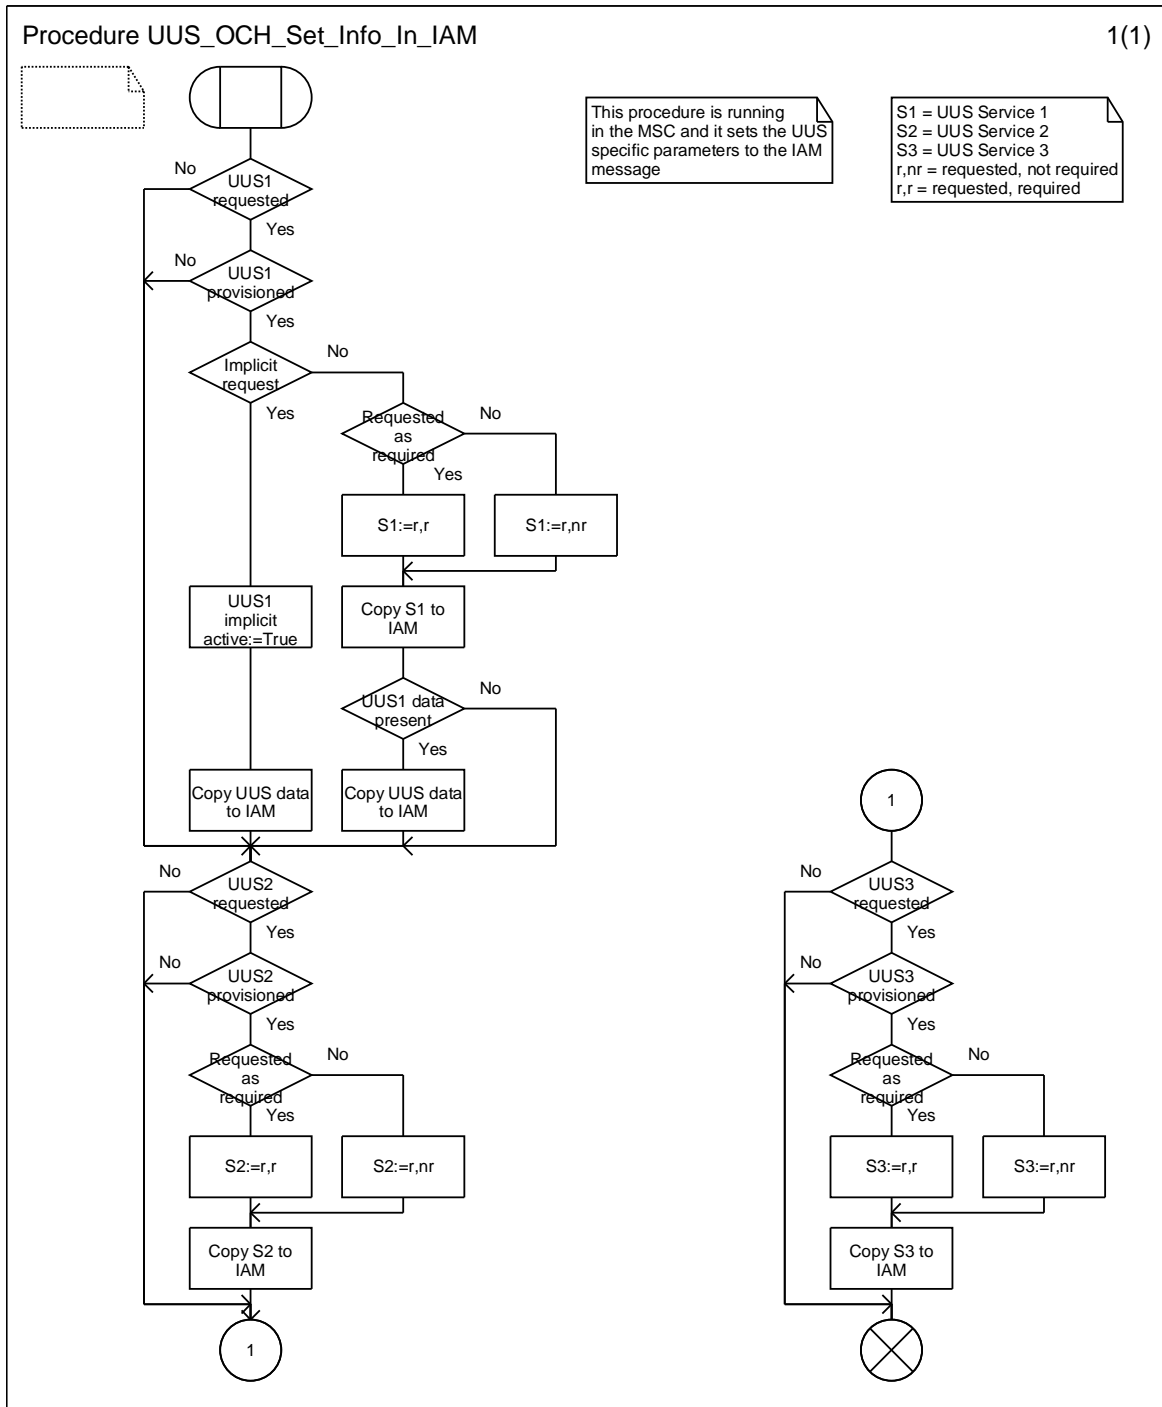 Procedure UUS_OCH_Set_Info_In_IAM
1(1)
This procedure is running
in the MSC and it sets the UUS
specific parameters to the IAM
message
S1 = UUS Service 1
S2 = UUS Service 2
S3 = UUS Service 3
r,nr = requested, not required
r,r = requested, required
No
UUS1
requested
Yes
No
UUS1
provisioned
Yes
Implicit
request
No
Yes
Requested
as
required
No
Yes
S1:=r,r
S1:=r,nr
UUS1
implicit
active:=True
Copy S1 to
IAM
UUS1 data
present
No
Yes
Copy UUS data
to IAM
Copy UUS data
to IAM
No
UUS2
requested
Yes
No
UUS2
provisioned
Yes
Requested
as
required
No
Yes
S2:=r,r
S2:=r,nr
Copy S2 to
IAM
1
1
No
UUS3
requested
Yes
No
UUS3
provisioned
Yes
Requested
as
required
No
Yes
S3:=r,r
S3:=r,nr
Copy S3 to
IAM